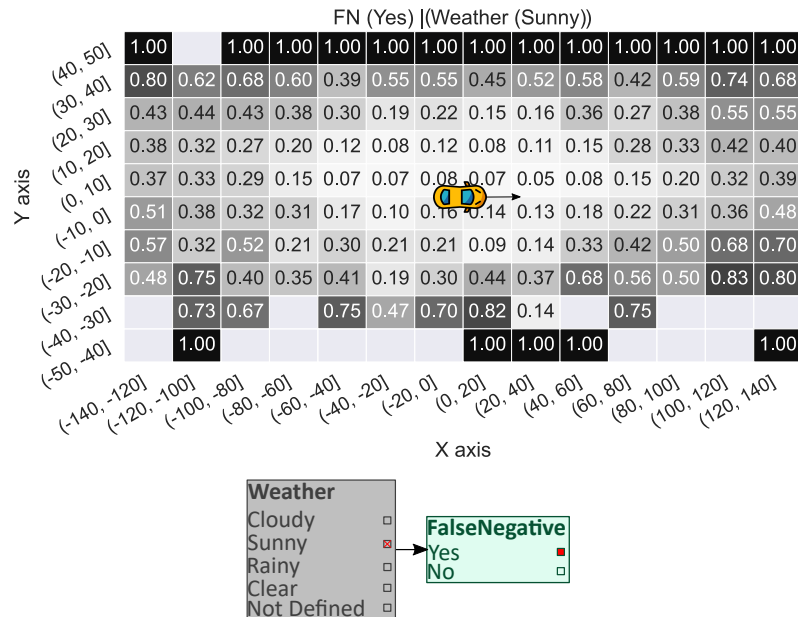 FN (Yes) |(Weather (Sunny))
(40, 50] 1.00 1.00 1.00 1.00 1.00 1.00 1.00 1.00 1.00 1.00 1.00 1.00 1.00
(30, 40] 0.80 0.62 0.68 0.60 0.39 0.55 0.55 0.45 0.52 0.58 0.42 0.59 0.74 0.68
(20, 30] 0.43 0.44 0.43 0.38 0.30 0.19 0.22 0.15 0.16 0.36 0.27 0.38 0.55 0.55
(10, 20] 0.38 0.32 0.27 0.20 0.12 0.08 0.12 0.08 0.11 0.15 0.28 0.33 0.42 0.40
(0, 10] 0.37 0.33 0.29 0.15 0.07 0.07 0.08 0.07 0.05 0.08 0.15 0.20 0.32 0.39
(-10, 0] 0.51 0.38 0.32 0.31 0.17 0.10 0.16 0.14 0.13 0.18 0.22 0.31 0.36 0.48
(-20, -10] 0.57 0.32 0.52 0.21 0.30 0.21 0.21 0.09 0.14 0.33 0.42 0.50 0.68 0.70
(-30, -20] 0.48 0.75 0.40 0.35 0.41 0.19 0.30 0.44 0.37 0.68 0.56 0.50 0.83 0.80
(-40, -30] 0.73 0.67 0.75 0.47 0.70 0.82 0.14 0.75
(-50, -40] 1.00 1.00 1.00 1.00 1.00
Y axis
(-140, -120] (-120, -100] (-100, -80] (-80, -60] (-60, -40] (-40, -20] (-20, 0] (0, 20] (20, 40] (40, 60] (60, 80] (80, 100] (100, 120] (120, 140]
X axis
Weather
Cloudy
Sunny
Rainy
Clear
Not Defined
FalseNegative
Yes
No